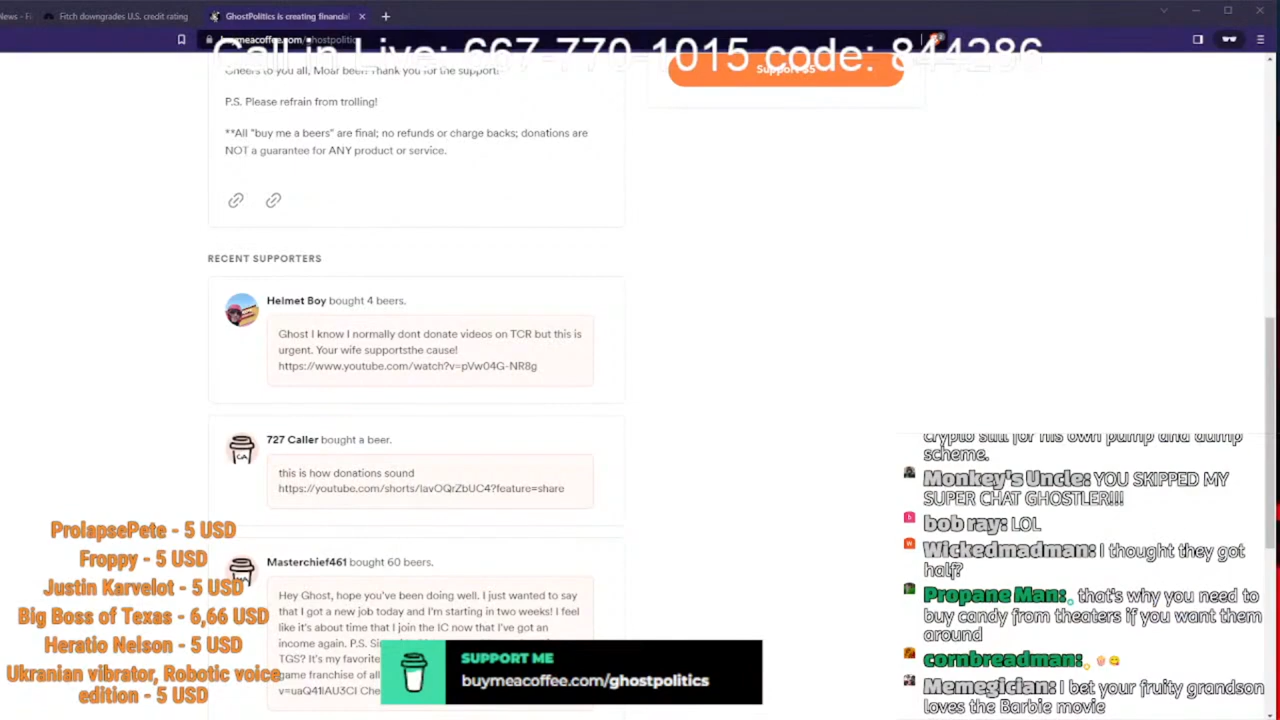 News - Fi
Fitch downgrades U.S. credit rating
GhostPolitics is creating financial
buymeacoffee.com/ghostpolitic
Call in Live: 667-770-1015 code: 844286
Cheers to you all, Moar beer! Thank you for the support!
Support $5
P.S. Please refrain from trolling!
**All "buy me a beers" are final; no refunds or charge backs; donations are
NOT a guarantee for ANY product or service.
RECENT SUPPORTERS
Helmet Boy bought 4 beers.
Ghost I know I normally dont donate videos on TCR but this is
urgent. Your wife supportsthe cause!
https://www.youtube.com/watch?v=pVw04G-NR8g
727 Caller bought a beer.
this is how donations sound
https://youtube.com/shorts/IavOQrZbUC4?feature=share
Masterchief461 bought 60 beers.
Hey Ghost, hope you've been doing well. I just wanted to say
that I got a new job today and I'm starting in two weeks! I feel
like it's about time that I join the IC now that I've got an
income again. P.S.
TGS? It's my favorite
game franchise of all
v=uaQ41lAU3CI Che
SUPPORT ME
buymeacoffee.com/ghostpolitics
ProlapsePete - 5 USD
Froppy - 5 USD
Justin Karvelot - 5 USD
Big Boss of Texas - 6,66 USD
Heratio Nelson - 5 USD
Ukranian vibrator, Robotic voice
edition - 5 USD
crypto stuff for his own pump and dump
scheme.
Monkey's Uncle: YOU SKIPPED MY
SUPER CHAT GHOSTLER!!!
bob ray: LOL
Wickedmadman: I thought they got
half?
Propane Man: that's why you need to
buy candy from theaters if you want them
around
cornbreadman: 🍿😋
Memegician: I bet your fruity grandson
loves the Barbie movie